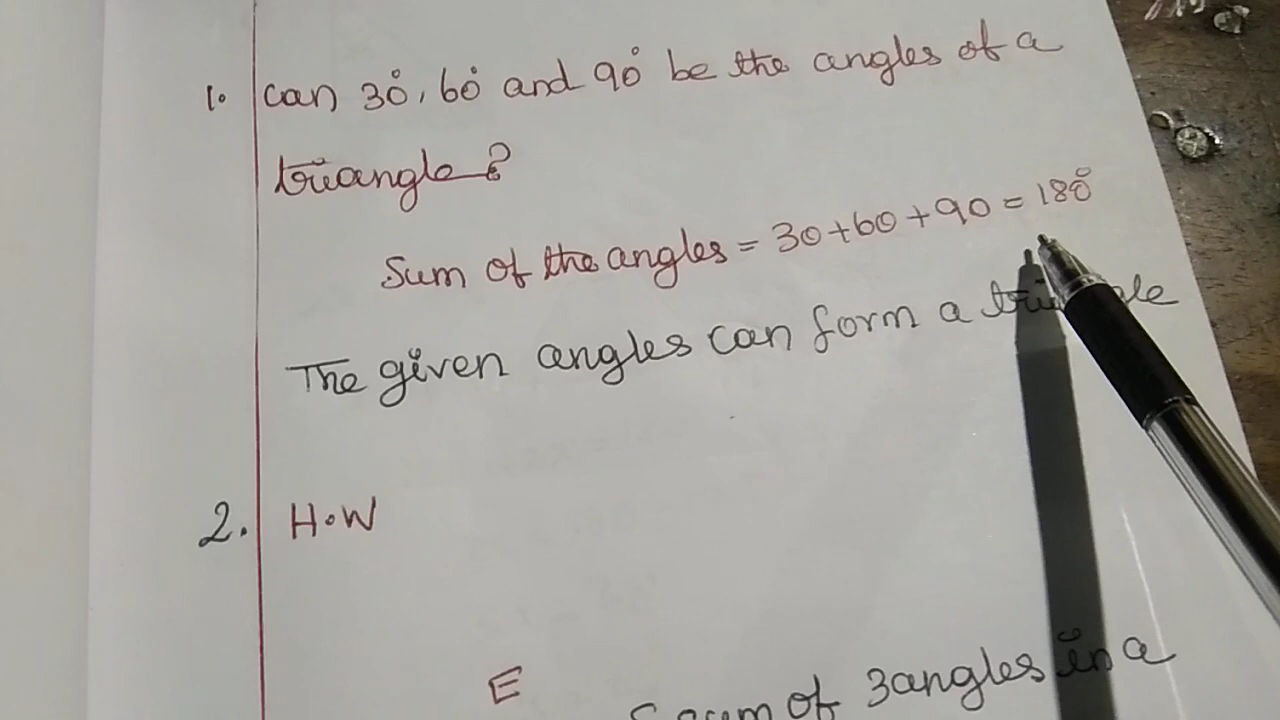 1. can 30°, 60° and 90° be the angles of a
triangle?
Sum of the angles = 30+60+90 = 180°
The given angles can form a triangle
2. H.W
E
Sum of 3angles in a